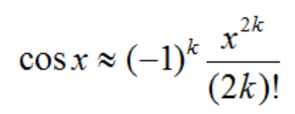 cos x ≈ (−1)^k x^{2k} / (2k)!